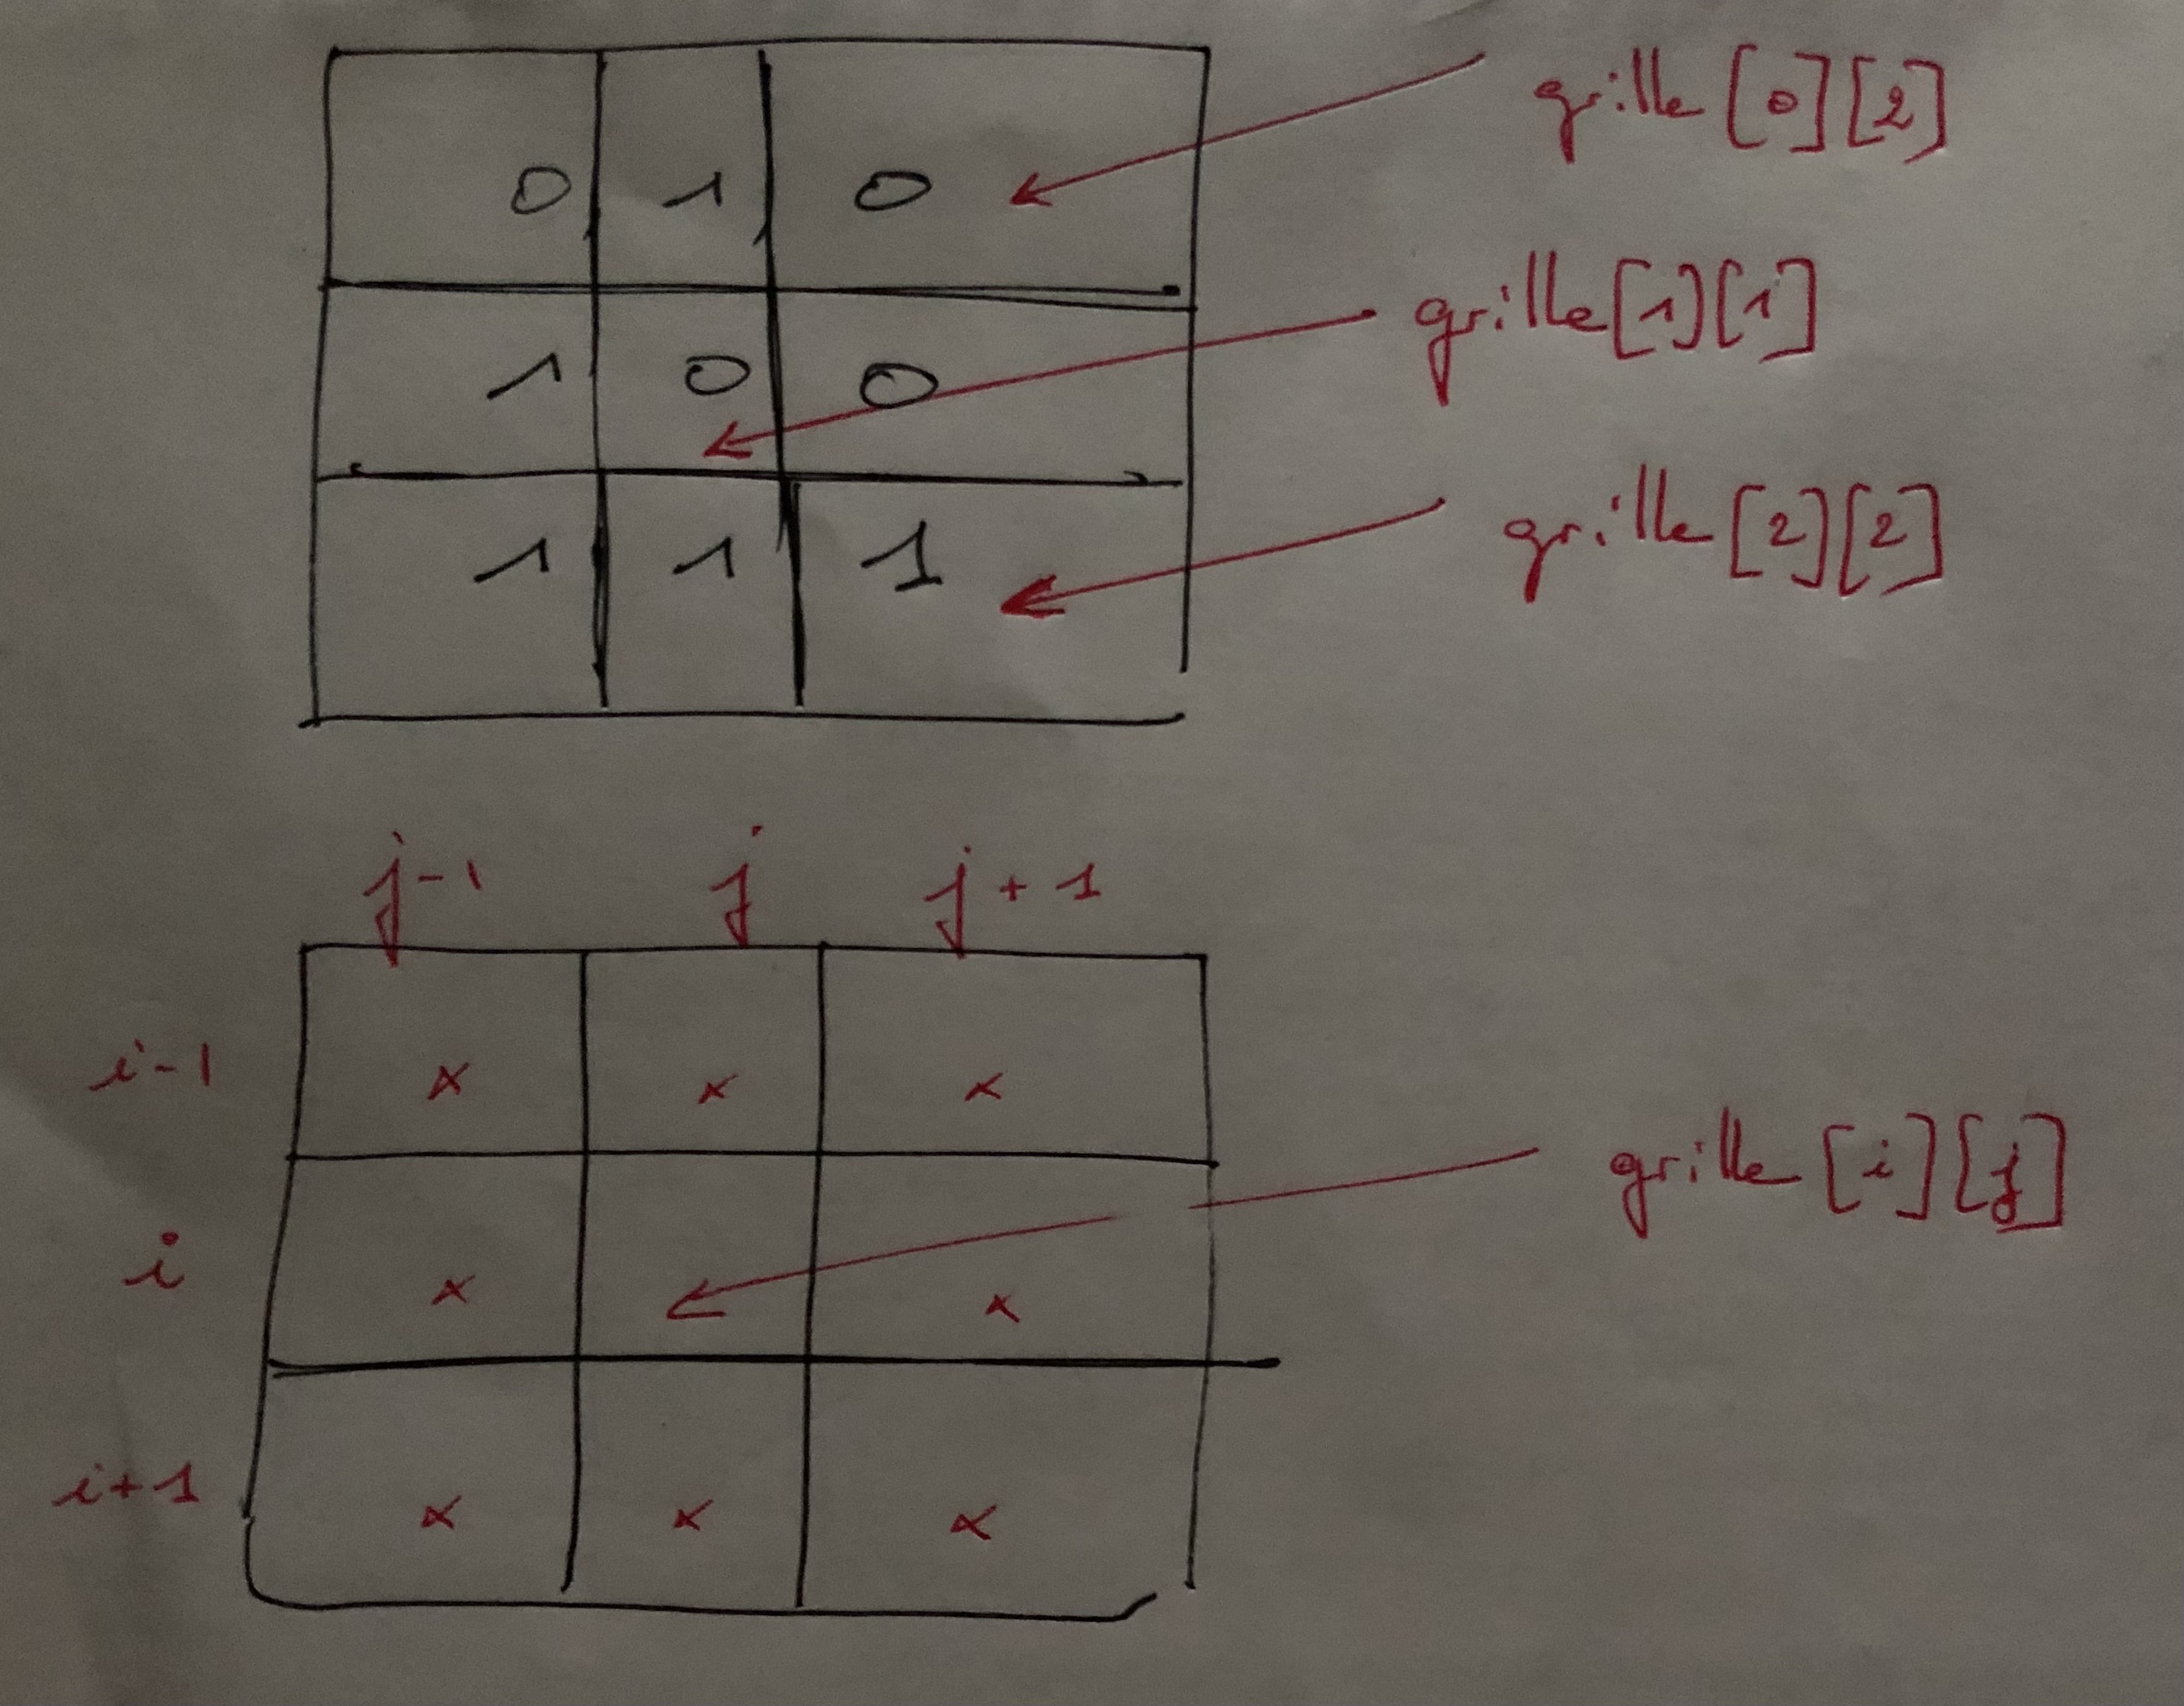 0 1 0 grille [0][2]
1 0 0 grille[1][1]
1 1 1 grille [2][2]
j-1 j j+1
i-1 x x x
i x x grille [i][j]
i+1 x x x